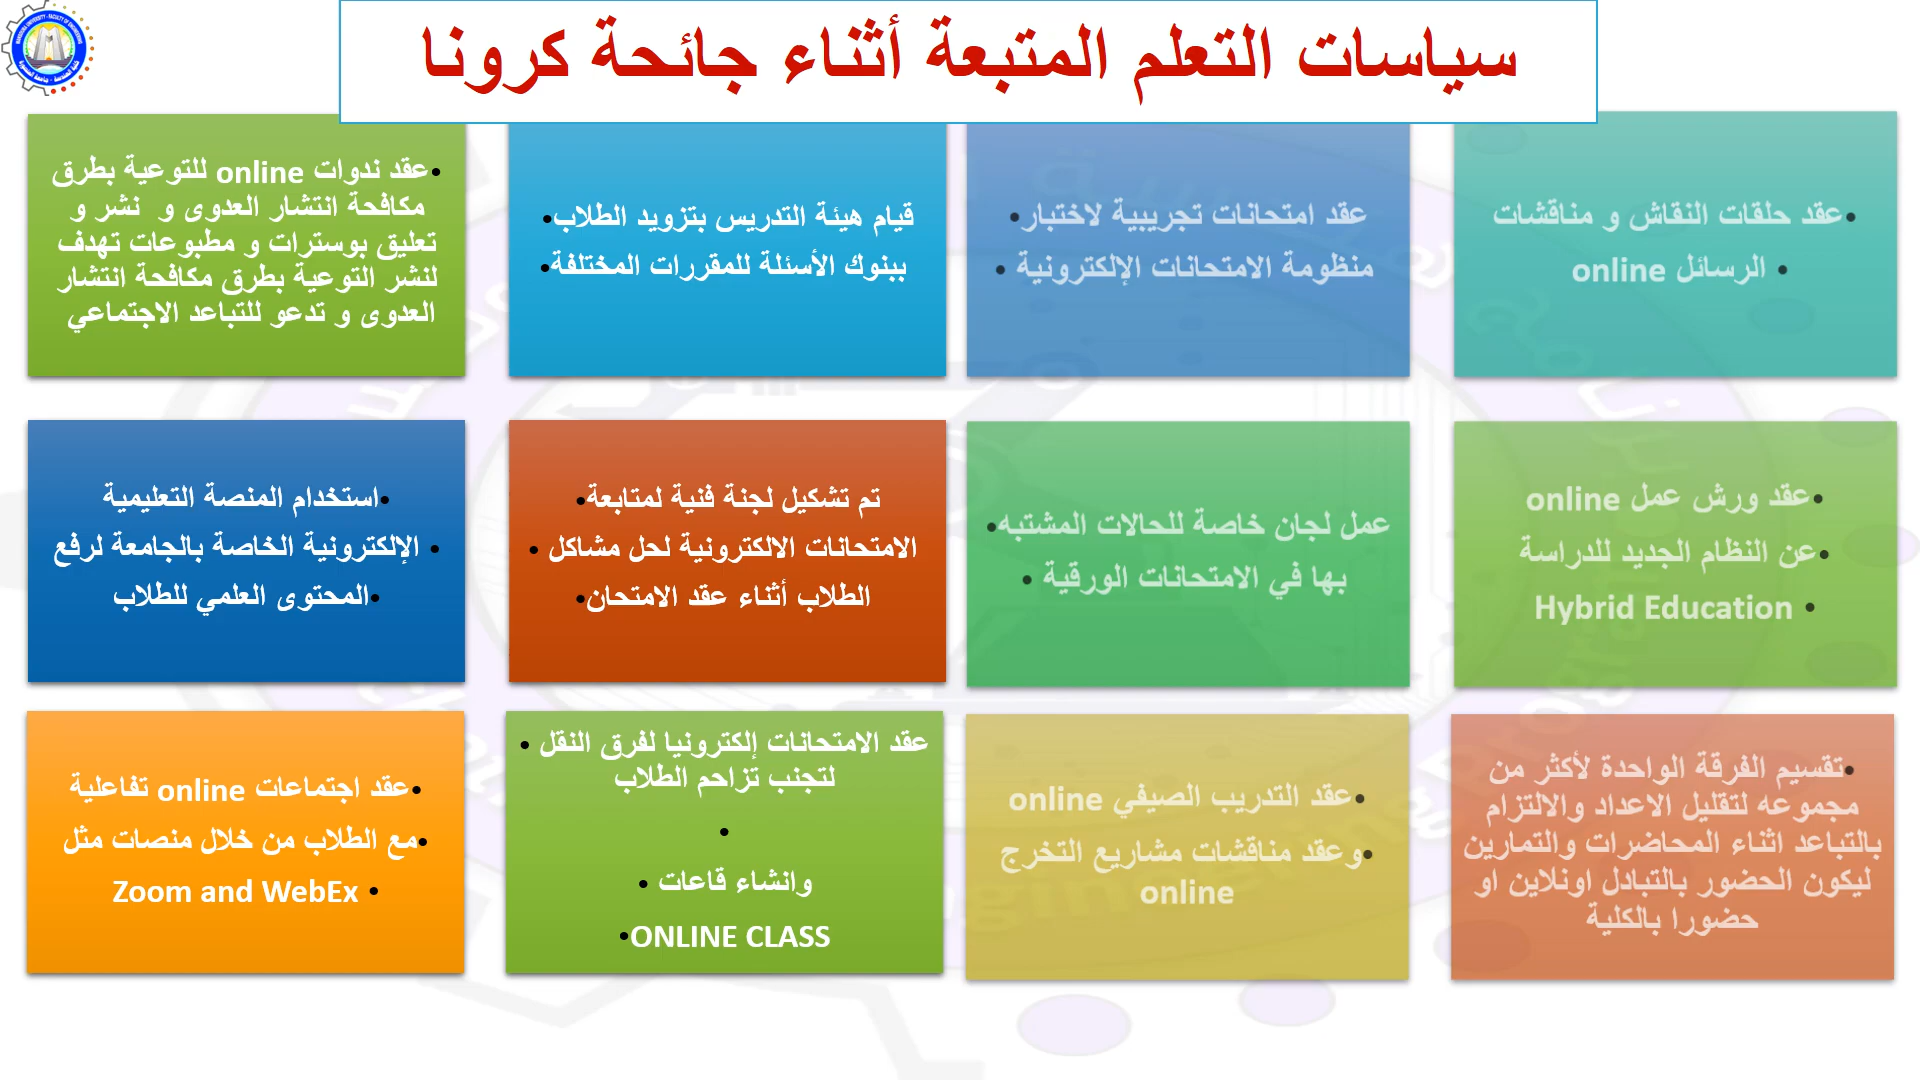 سياسات التعلم المتبعة أثناء جائحة كرونا
•عقد حلقات النقاش و مناقشات
• الرسائل online
عقد امتحانات تجريبية لاختبار•
منظومة الامتحانات الإلكترونية •
قيام هيئة التدريس بتزويد الطلاب•
ببنوك الأسئلة للمقررات المختلفة•
•عقد ندوات online للتوعية بطرق
مكافحة انتشار العدوى و نشر و
تعليق بوسترات و مطبوعات تهدف
لنشر التوعية بطرق مكافحة انتشار
العدوى و تدعو للتباعد الاجتماعي
•عقد ورش عمل online
•عن النظام الجديد للدراسة
• Hybrid Education
عمل لجان خاصة للحالات المشتبه•
بها في الامتحانات الورقية •
تم تشكيل لجنة فنية لمتابعة•
الامتحانات الالكترونية لحل مشاكل •
الطلاب أثناء عقد الامتحان•
•استخدام المنصة التعليمية
• الإلكترونية الخاصة بالجامعة لرفع
•المحتوى العلمي للطلاب
•تقسيم الفرقة الواحدة لأكثر من
مجموعه لتقليل الاعداد والالتزام
بالتباعد اثناء المحاضرات والتمارين
ليكون الحضور بالتبادل اونلاين او
حضورا بالكلية
•عقد التدريب الصيفي online
•وعقد مناقشات مشاريع التخرج
online
عقد الامتحانات إلكترونيا لفرق النقل •
لتجنب تزاحم الطلاب
•
وانشاء قاعات •
•ONLINE CLASS
•عقد اجتماعات online تفاعلية
•مع الطلاب من خلال منصات مثل
• Zoom and WebEx